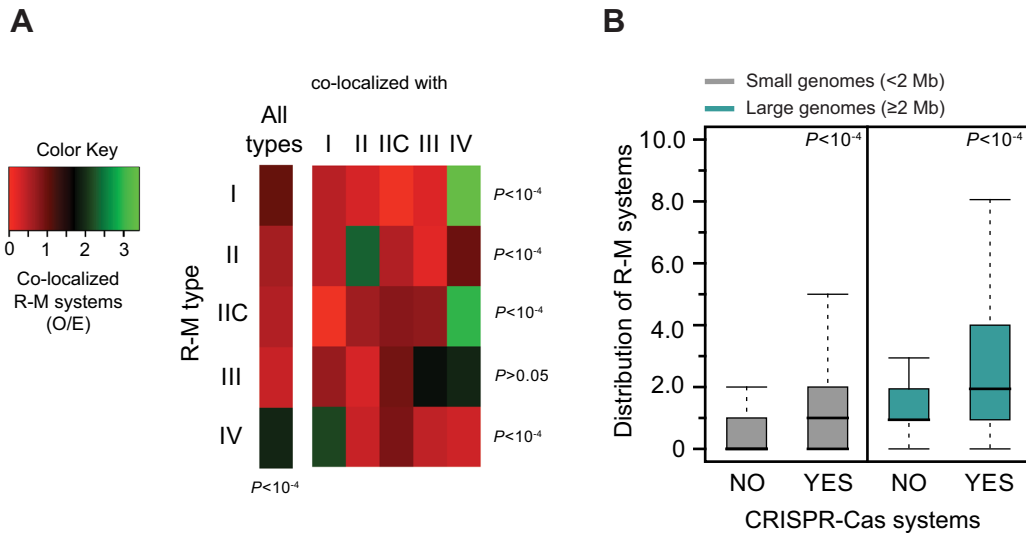 A
co-localized with
All
types
I II IIC III IV
Color Key
0 1 2 3
Co-localized
R-M systems
(O/E)
R-M type
I
P<10-4
II
P<10-4
IIC
P<10-4
III
P>0.05
IV
P<10-4
P<10-4
B
Small genomes (<2 Mb)
Large genomes (≥2 Mb)
P<10-4
P<10-4
Distribution of R-M systems
10.0
8.0
6.0
4.0
2.0
0
NO YES NO YES
CRISPR-Cas systems